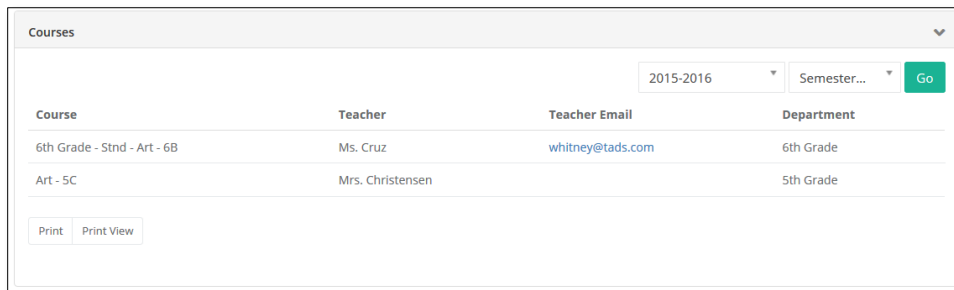 Courses
2015-2016 Semester... Go
Course Teacher Teacher Email Department
6th Grade - Stnd - Art - 6B Ms. Cruz whitney@tads.com 6th Grade
Art - 5C Mrs. Christensen 5th Grade
Print Print View